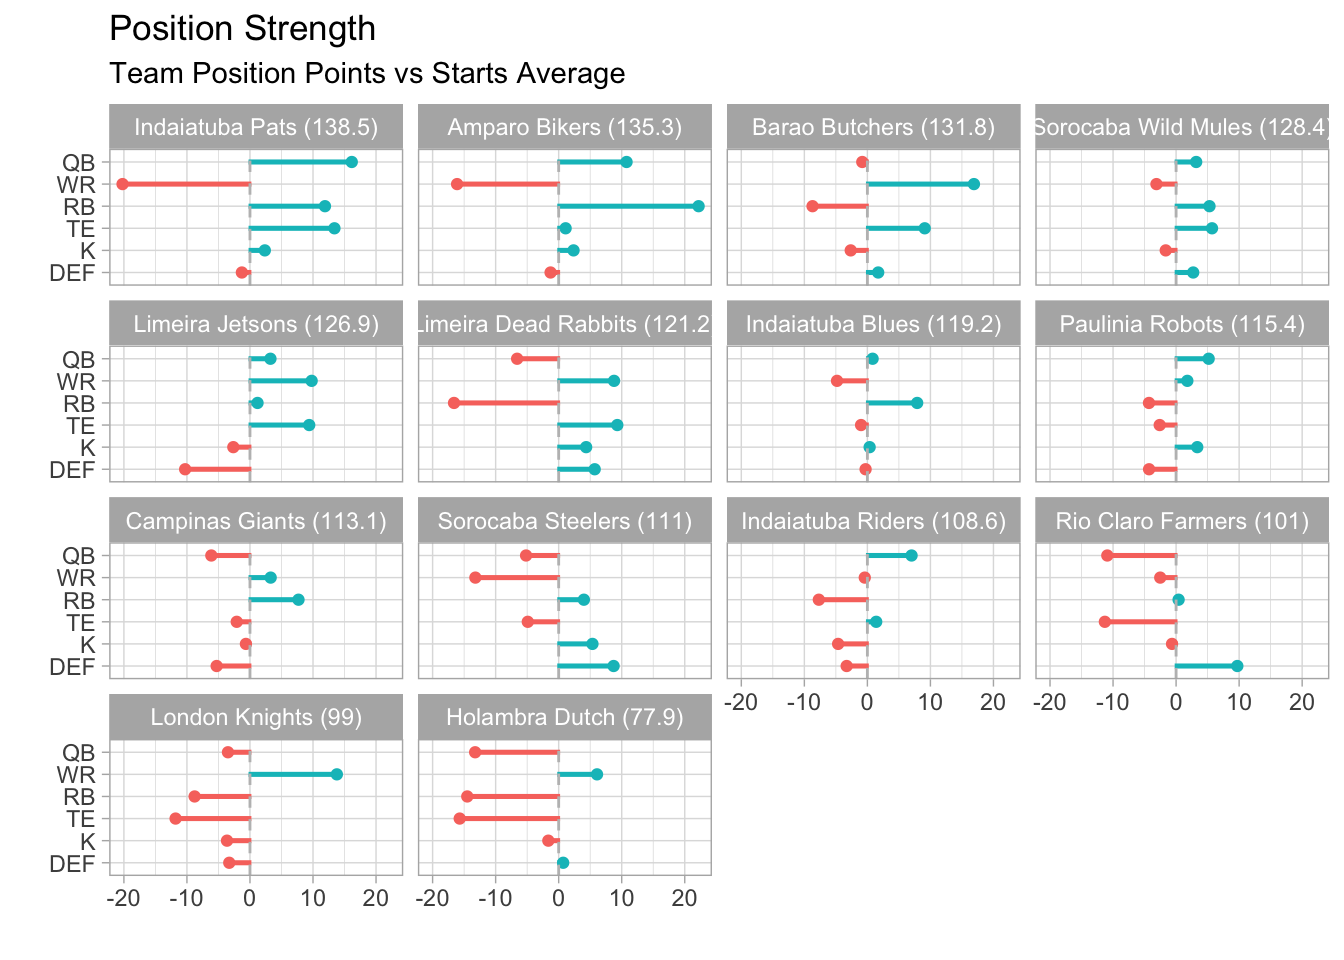 Position Strength
Team Position Points vs Starts Average
Indaiatuba Pats (138.5)
Amparo Bikers (135.3)
Barao Butchers (131.8)
Sorocaba Wild Mules (128.4)
QB
WR
RB
TE
K
DEF
Limeira Jetsons (126.9)
Limeira Dead Rabbits (121.2
Indaiatuba Blues (119.2)
Paulinia Robots (115.4)
QB
WR
RB
TE
K
DEF
Campinas Giants (113.1)
Sorocaba Steelers (111)
Indaiatuba Riders (108.6)
Rio Claro Farmers (101)
QB
WR
RB
TE
K
DEF
-20 -10 0 10 20
-20 -10 0 10 20
London Knights (99)
Holambra Dutch (77.9)
QB
WR
RB
TE
K
DEF
-20 -10 0 10 20
-20 -10 0 10 20